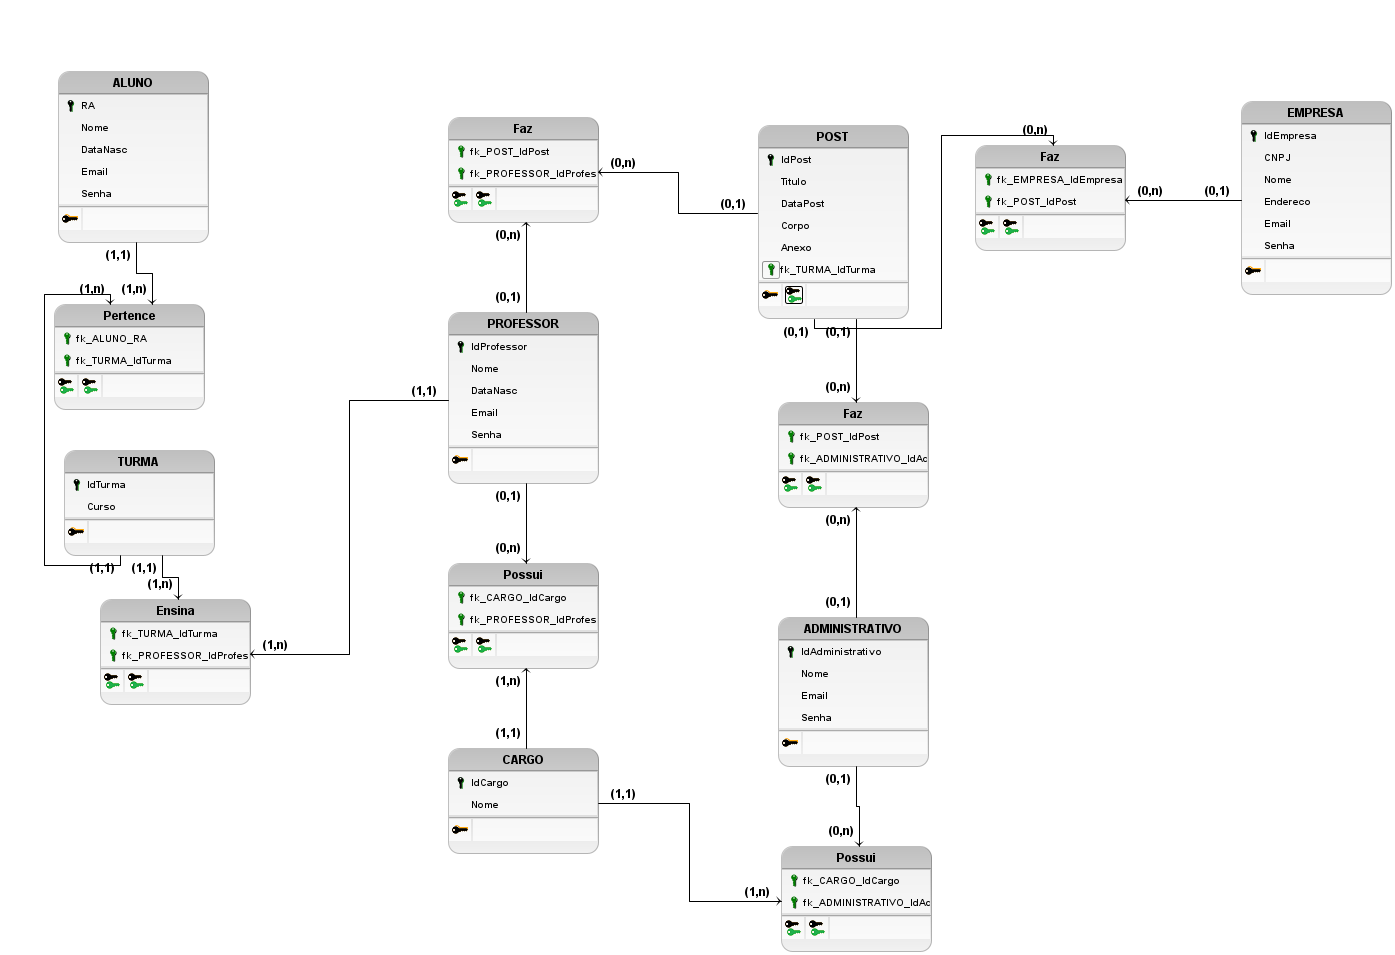 ALUNO
RA
Nome
DataNasc
Email
Senha
(1,1)
(1,n)
(1,n)
Pertence
fk_ALUNO_RA
fk_TURMA_IdTurma
TURMA
IdTurma
Curso
(1,1)
(1,1)
(1,n)
Ensina
fk_TURMA_IdTurma
fk_PROFESSOR_IdProfes
(1,n)
(1,1)
Faz
fk_POST_IdPost
fk_PROFESSOR_IdProfes
(0,n)
(0,1)
(0,n)
(0,1)
PROFESSOR
IdProfessor
Nome
DataNasc
Email
Senha
(0,1)
(0,n)
Possui
fk_CARGO_IdCargo
fk_PROFESSOR_IdProfes
(1,n)
(1,1)
CARGO
IdCargo
Nome
(1,1)
(1,n)
POST
IdPost
Titulo
DataPost
Corpo
Anexo
fk_TURMA_IdTurma
(0,1)
(0,1)
(0,n)
Faz
fk_POST_IdPost
fk_ADMINISTRATIVO_IdAc
(0,n)
(0,1)
ADMINISTRATIVO
IdAdministrativo
Nome
Email
Senha
(0,1)
(0,n)
Possui
fk_CARGO_IdCargo
fk_ADMINISTRATIVO_IdAc
(0,n)
Faz
fk_EMPRESA_IdEmpresa
fk_POST_IdPost
(0,n)
(0,1)
EMPRESA
IdEmpresa
CNPJ
Nome
Endereco
Email
Senha